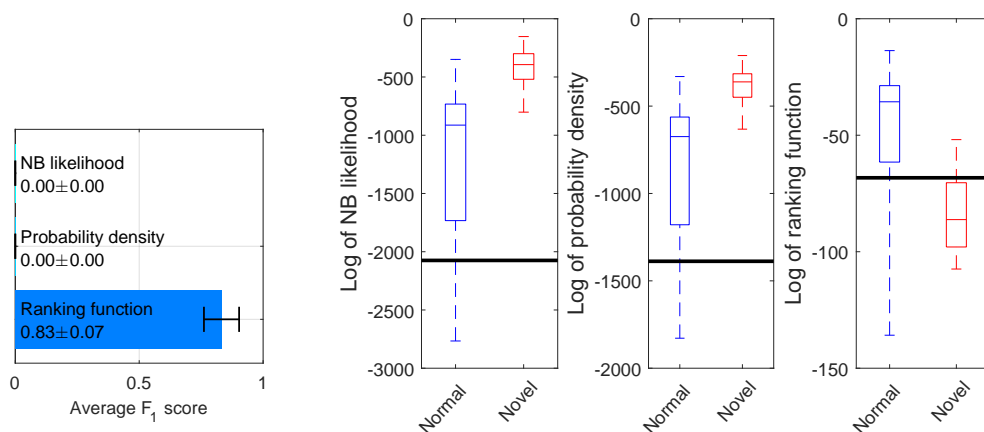 NB likelihood
0.00±0.00
Probability density
0.00±0.00
Ranking function
0.83±0.07
0
0.5
1
Average F1 score
Log of NB likelihood
0
-500
-1000
-1500
-2000
-2500
-3000
Normal
Novel
Log of probability density
0
-500
-1000
-1500
-2000
Normal
Novel
Log of ranking function
0
-50
-100
-150
Normal
Novel